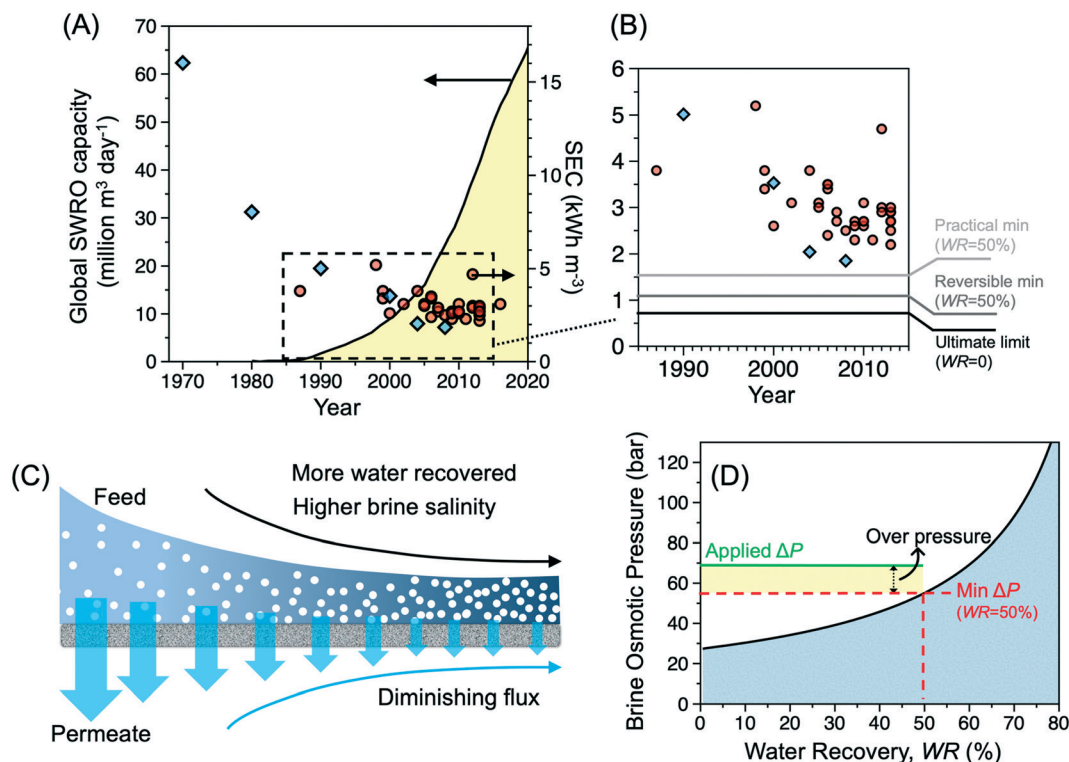 (A)
Global SWRO capacity
(million m³ day⁻¹)
70
60
50
40
30
20
10
0
1970
1980
1990
2000
2010
2020
Year
15
10
5
0
SEC (kWh m⁻³)
(B)
6
5
4
3
2
1
0
1990
2000
2010
Year
Practical min
(WR=50%)
Reversible min
(WR=50%)
Ultimate limit
(WR=0)
(C)
Feed
More water recovered
Higher brine salinity
Diminishing flux
Permeate
(D)
Brine Osmotic Pressure (bar)
120
100
80
60
40
20
0
Applied ΔP
Over pressure
Min ΔP
(WR=50%)
0
10
20
30
40
50
60
70
80
Water Recovery, WR (%)